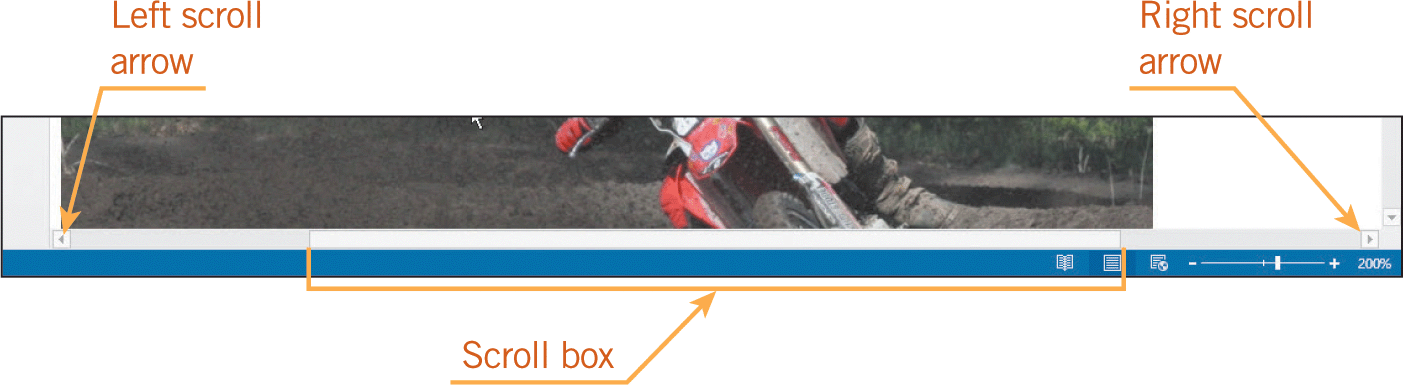 Left scroll
arrow
Right scroll
arrow
200%
Scroll box